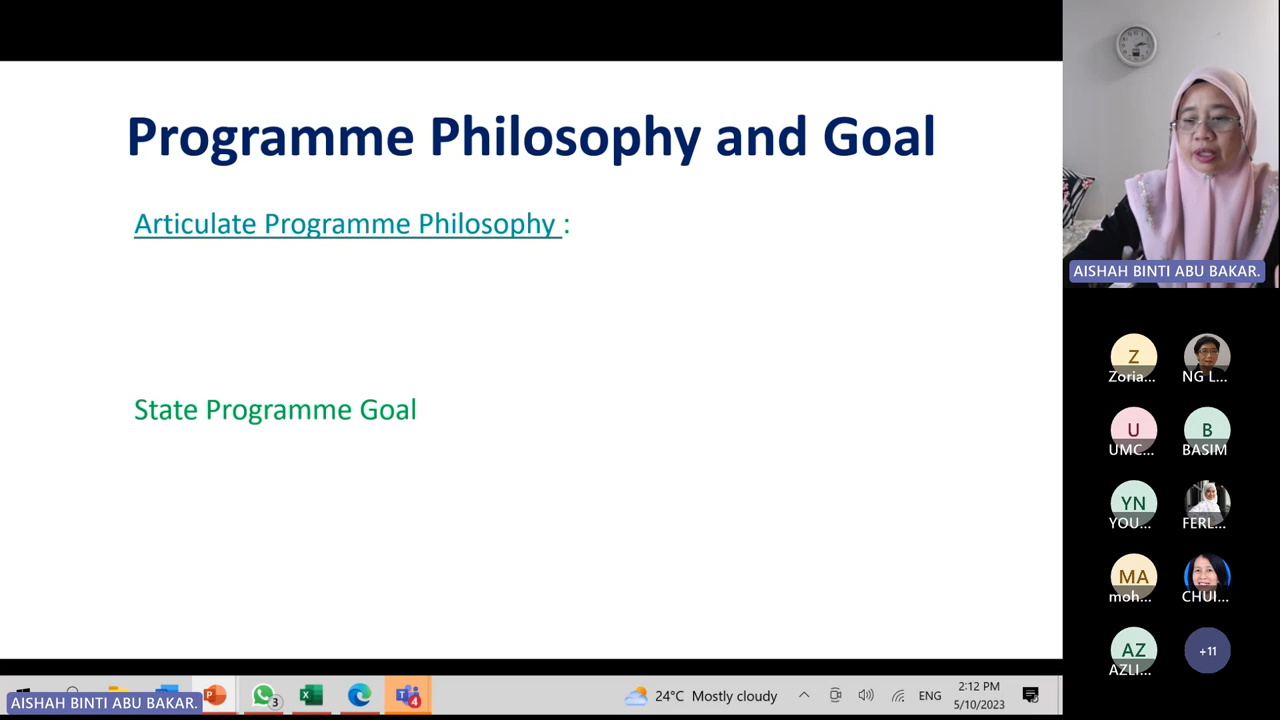 Programme Philosophy and Goal
Articulate Programme Philosophy :
State Programme Goal
AISHAH BINTI ABU BAKAR.
Z
Zoria...
NG L...
U
UMC...
B
BASIM
YN
YOU...
FERL...
MA
moh...
CHUI...
AZ
AZLI...
+11
AISHAH BINTI ABU BAKAR.
3
4
24°C Mostly cloudy
ENG
2:12 PM
5/10/2023